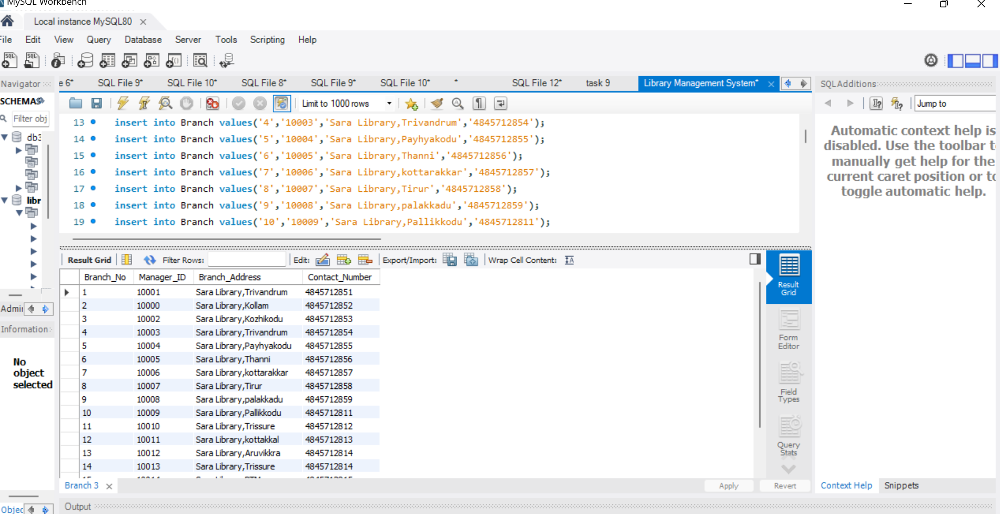 MySQL Workbench
Local instance MySQL80
File Edit View Query Database Server Tools Scripting Help
Navigator
e 6* SQL File 9* SQL File 10* SQL File 8* SQL File 9* SQL File 10* * SQL File 12* task 9 Library Management System*
SQLAdditions
SCHEMAS
Limit to 1000 rows
Jump to
Filter obj
db3
libr
13 insert into Branch values('4','10003','Sara Library,Trivandrum','4845712854');
14 insert into Branch values('5','10004','Sara Library,Payhyakodu','4845712855');
15 insert into Branch values('6','10005','Sara Library,Thanni','4845712856');
16 insert into Branch values('7','10006','Sara Library,kottarakkar','4845712857');
17 insert into Branch values('8','10007','Sara Library,Tirur','4845712858');
18 insert into Branch values('9','10008','Sara Library,palakkadu','4845712859');
19 insert into Branch values('10','10009','Sara Library,Pallikkodu','4845712811');
Automatic context help is
disabled. Use the toolbar t
manually get help for the
current caret position or to
toggle automatic help.
Result Grid Filter Rows: Edit: Export/Import: Wrap Cell Content:
Branch_No Manager_ID Branch_Address Contact_Number
1 10001 Sara Library,Trivandrum 4845712851
2 10000 Sara Library,Kollam 4845712852
3 10002 Sara Library,Kozhikodu 4845712853
4 10003 Sara Library,Trivandrum 4845712854
5 10004 Sara Library,Payhyakodu 4845712855
6 10005 Sara Library,Thanni 4845712856
7 10006 Sara Library,kottarakkar 4845712857
8 10007 Sara Library,Tirur 4845712858
9 10008 Sara Library,palakkadu 4845712859
10 10009 Sara Library,Pallikkodu 4845712811
11 10010 Sara Library,Trissure 4845712812
12 10011 Sara Library,kottakkal 4845712813
13 10012 Sara Library,Aruvikkra 4845712814
14 10013 Sara Library,Trissure 4845712814
Result
Grid
Form
Editor
Field
Types
Query
Stats
Admii
Information
No
object
selected
Objec
Branch 3
Apply Revert
Context Help Snippets
Output